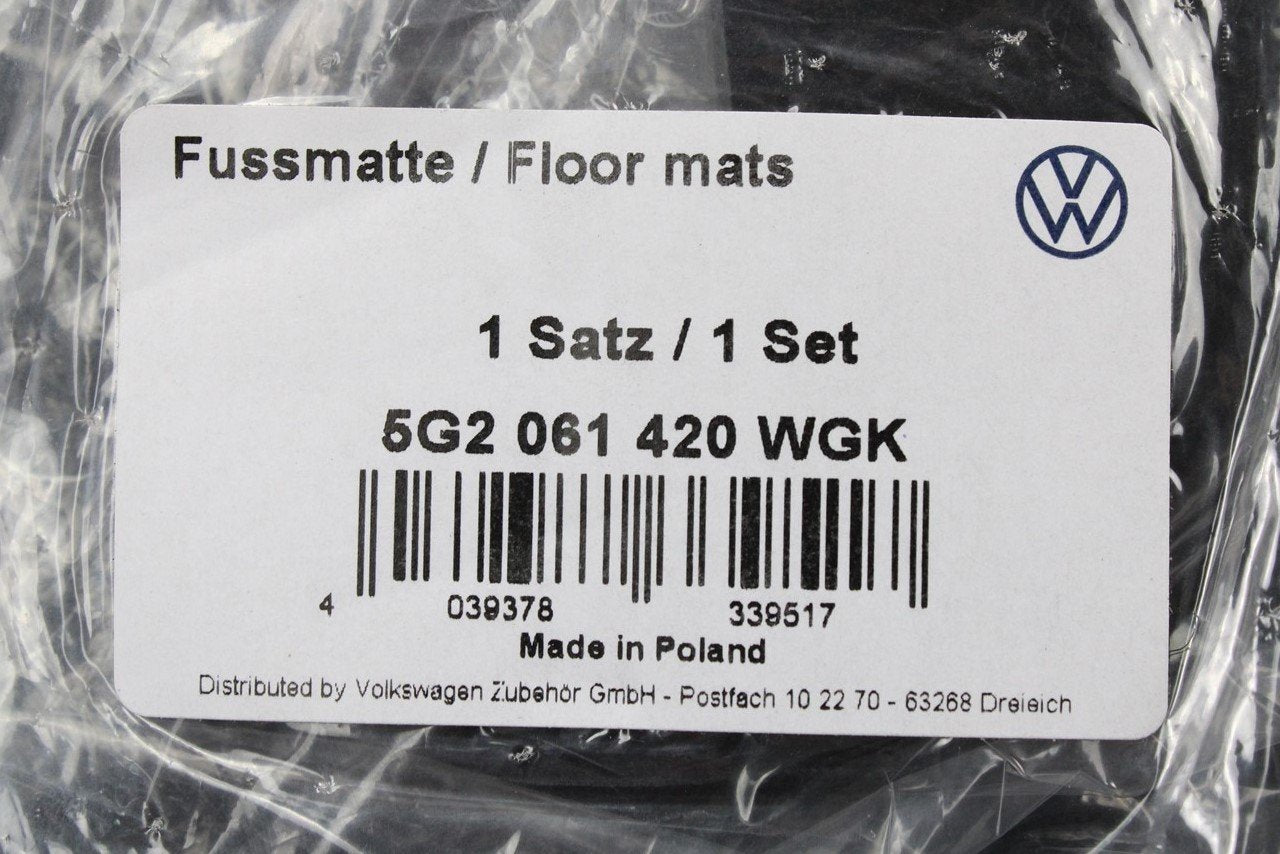 Fussmatte / Floor mats
1 Satz / 1 Set
5G2 061 420 WGK
4 039378 339517
Made in Poland
Distributed by Volkswagen Zubehör GmbH - Postfach 10 22 70 - 63268 Dreieich